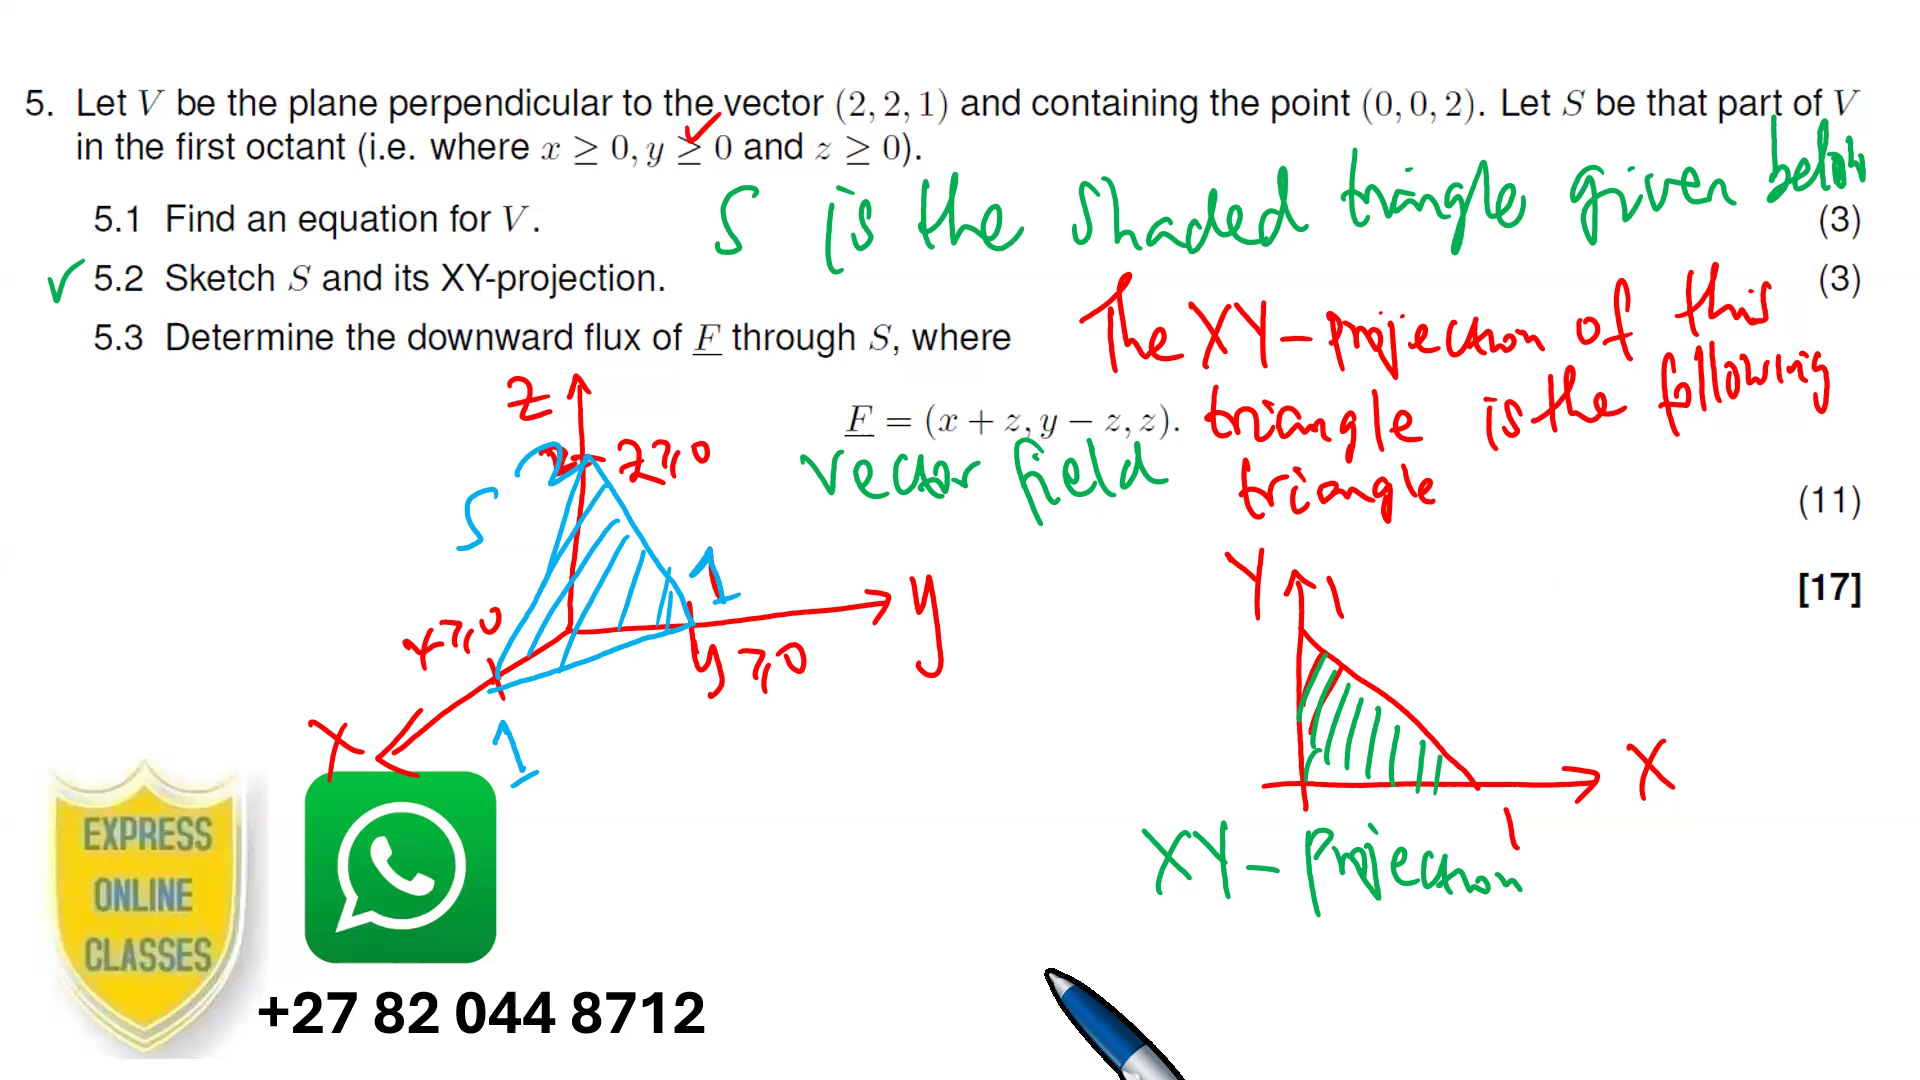 5. Let V be the plane perpendicular to the vector (2, 2, 1) and containing the point (0, 0, 2). Let S be that part of V
in the first octant (i.e. where x ≥ 0, y ≥ 0 and z ≥ 0).
S is the shaded triangle given below
5.1 Find an equation for V. (3)
5.2 Sketch S and its XY-projection. (3)
5.3 Determine the downward flux of F through S, where
The XY-projection of this
triangle is the following
triangle
F = (x + z, y − z, z).
vector field
(11)
[17]
Z
2
z≥0
S
1
y
x≥0
y≥0
X
1
Y
1
X
1
XY-Projection
EXPRESS
ONLINE
CLASSES
+27 82 044 8712